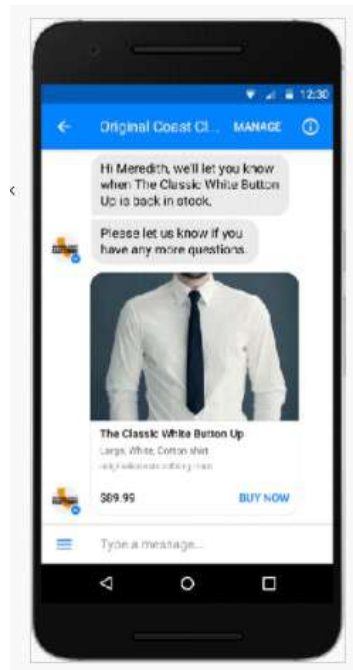 12:30
Original Coast Cl... MANAGE
Hi Meredith, we'll let you know
when The Classic White Button
Up is back in stock.
Please let us know if you
have any more questions.
The Classic White Button Up
Large, White, Cotton shirt
$89.99 BUY NOW
Type a message...